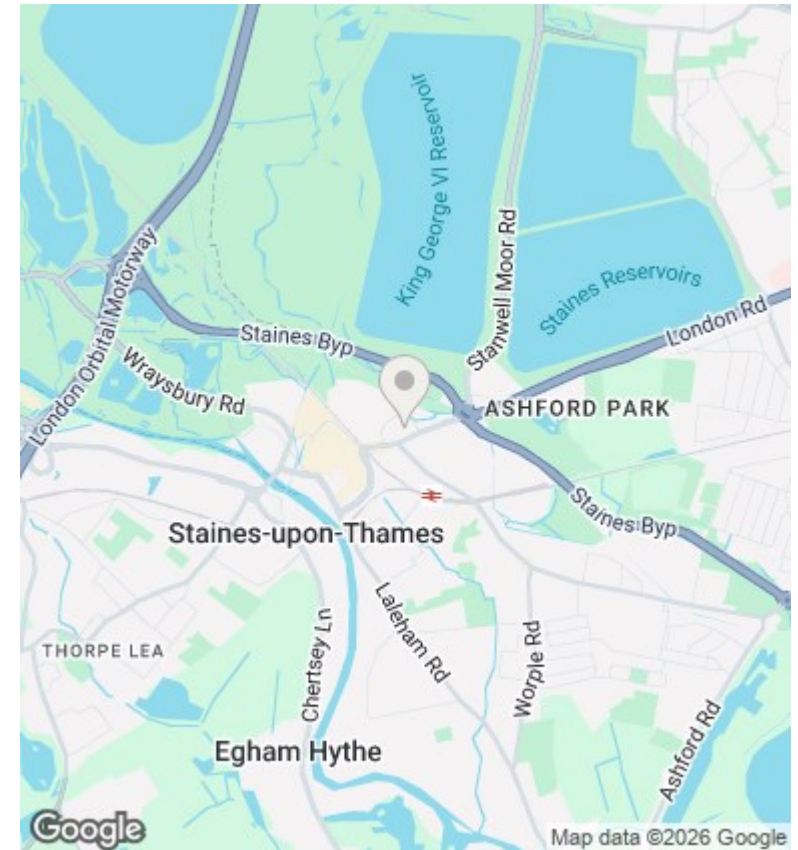 King George VI Reservoir
Stanwell Moor Rd
Staines Reservoirs
London Orbital Motorway
London Rd
Staines Byp
Wraysbury Rd
ASHFORD PARK
Staines Byp
Staines-upon-Thames
Laleham Rd
Chertsey Ln
Worple Rd
THORPE LEA
Ashford Rd
Egham Hythe
Google
Map data ©2026 Google